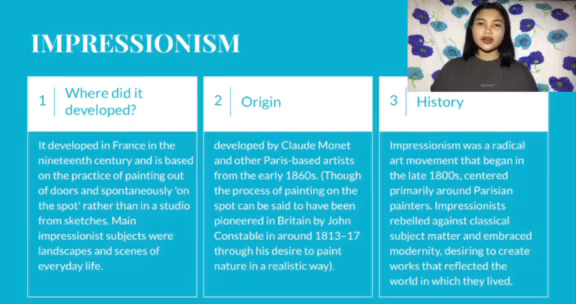 IMPRESSIONISM
1
Where did it
developed?
It developed in France in the
nineteenth century and is based
on the practice of painting out
of doors and spontaneously 'on
the spot' rather than in a studio
from sketches. Main
impressionist subjects were
landscapes and scenes of
everyday life.
2
Origin
developed by Claude Monet
and other Paris-based artists
from the early 1860s. (Though
the process of painting on the
spot can be said to have been
pioneered in Britain by John
Constable in around 1813–17
through his desire to paint
nature in a realistic way).
3
History
Impressionism was a radical
art movement that began in
the late 1800s, centered
primarily around Parisian
painters. Impressionists
rebelled against classical
subject matter and embraced
modernity, desiring to create
works that reflected the
world in which they lived.